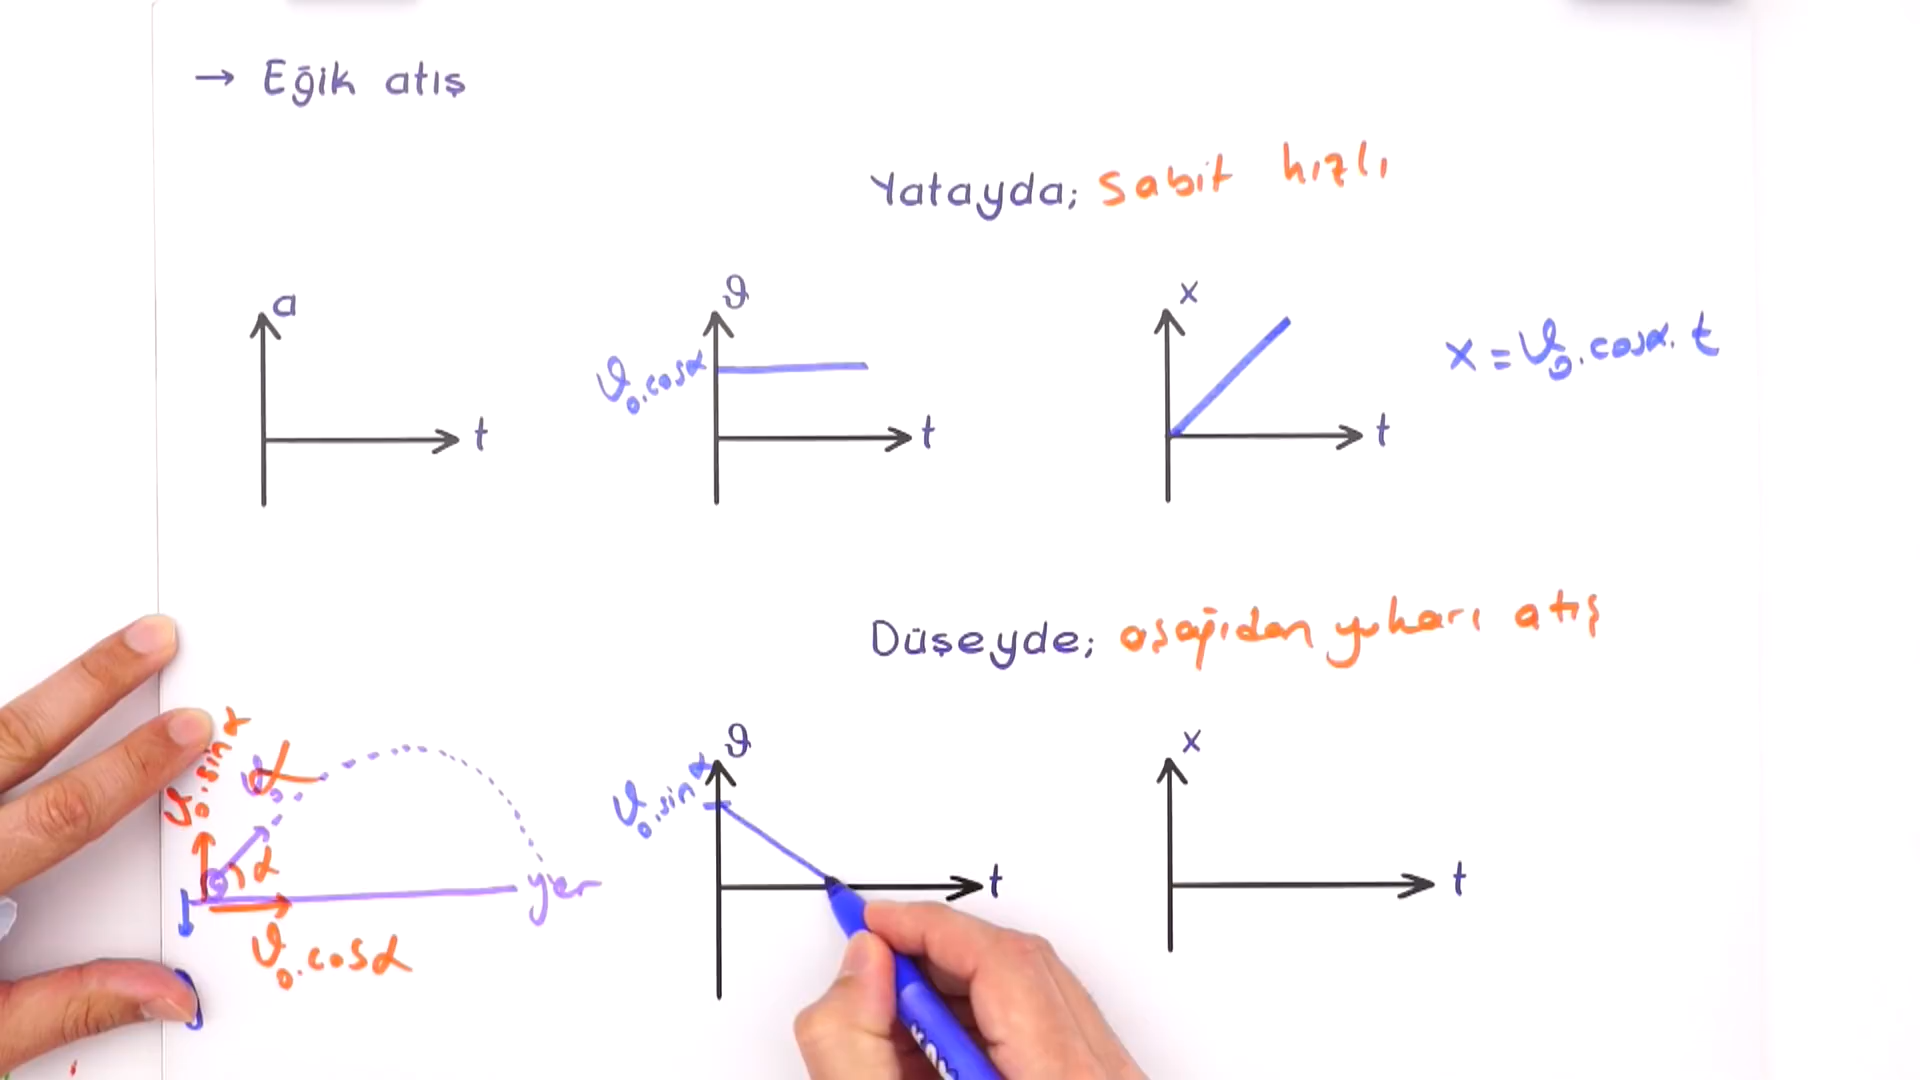 → Eğik atış
Yatayda; sabit hızlı
a
t
ϑ
ϑ₀.cosα
t
x
t
x = ϑ₀.cosα.t
Düşeyde; aşağıdan yukarı atış
ϑ₀.sinα
ϑ₀
α
α
yer
ϑ₀.cosα
ϑ
ϑ₀.sinα
t
x
t